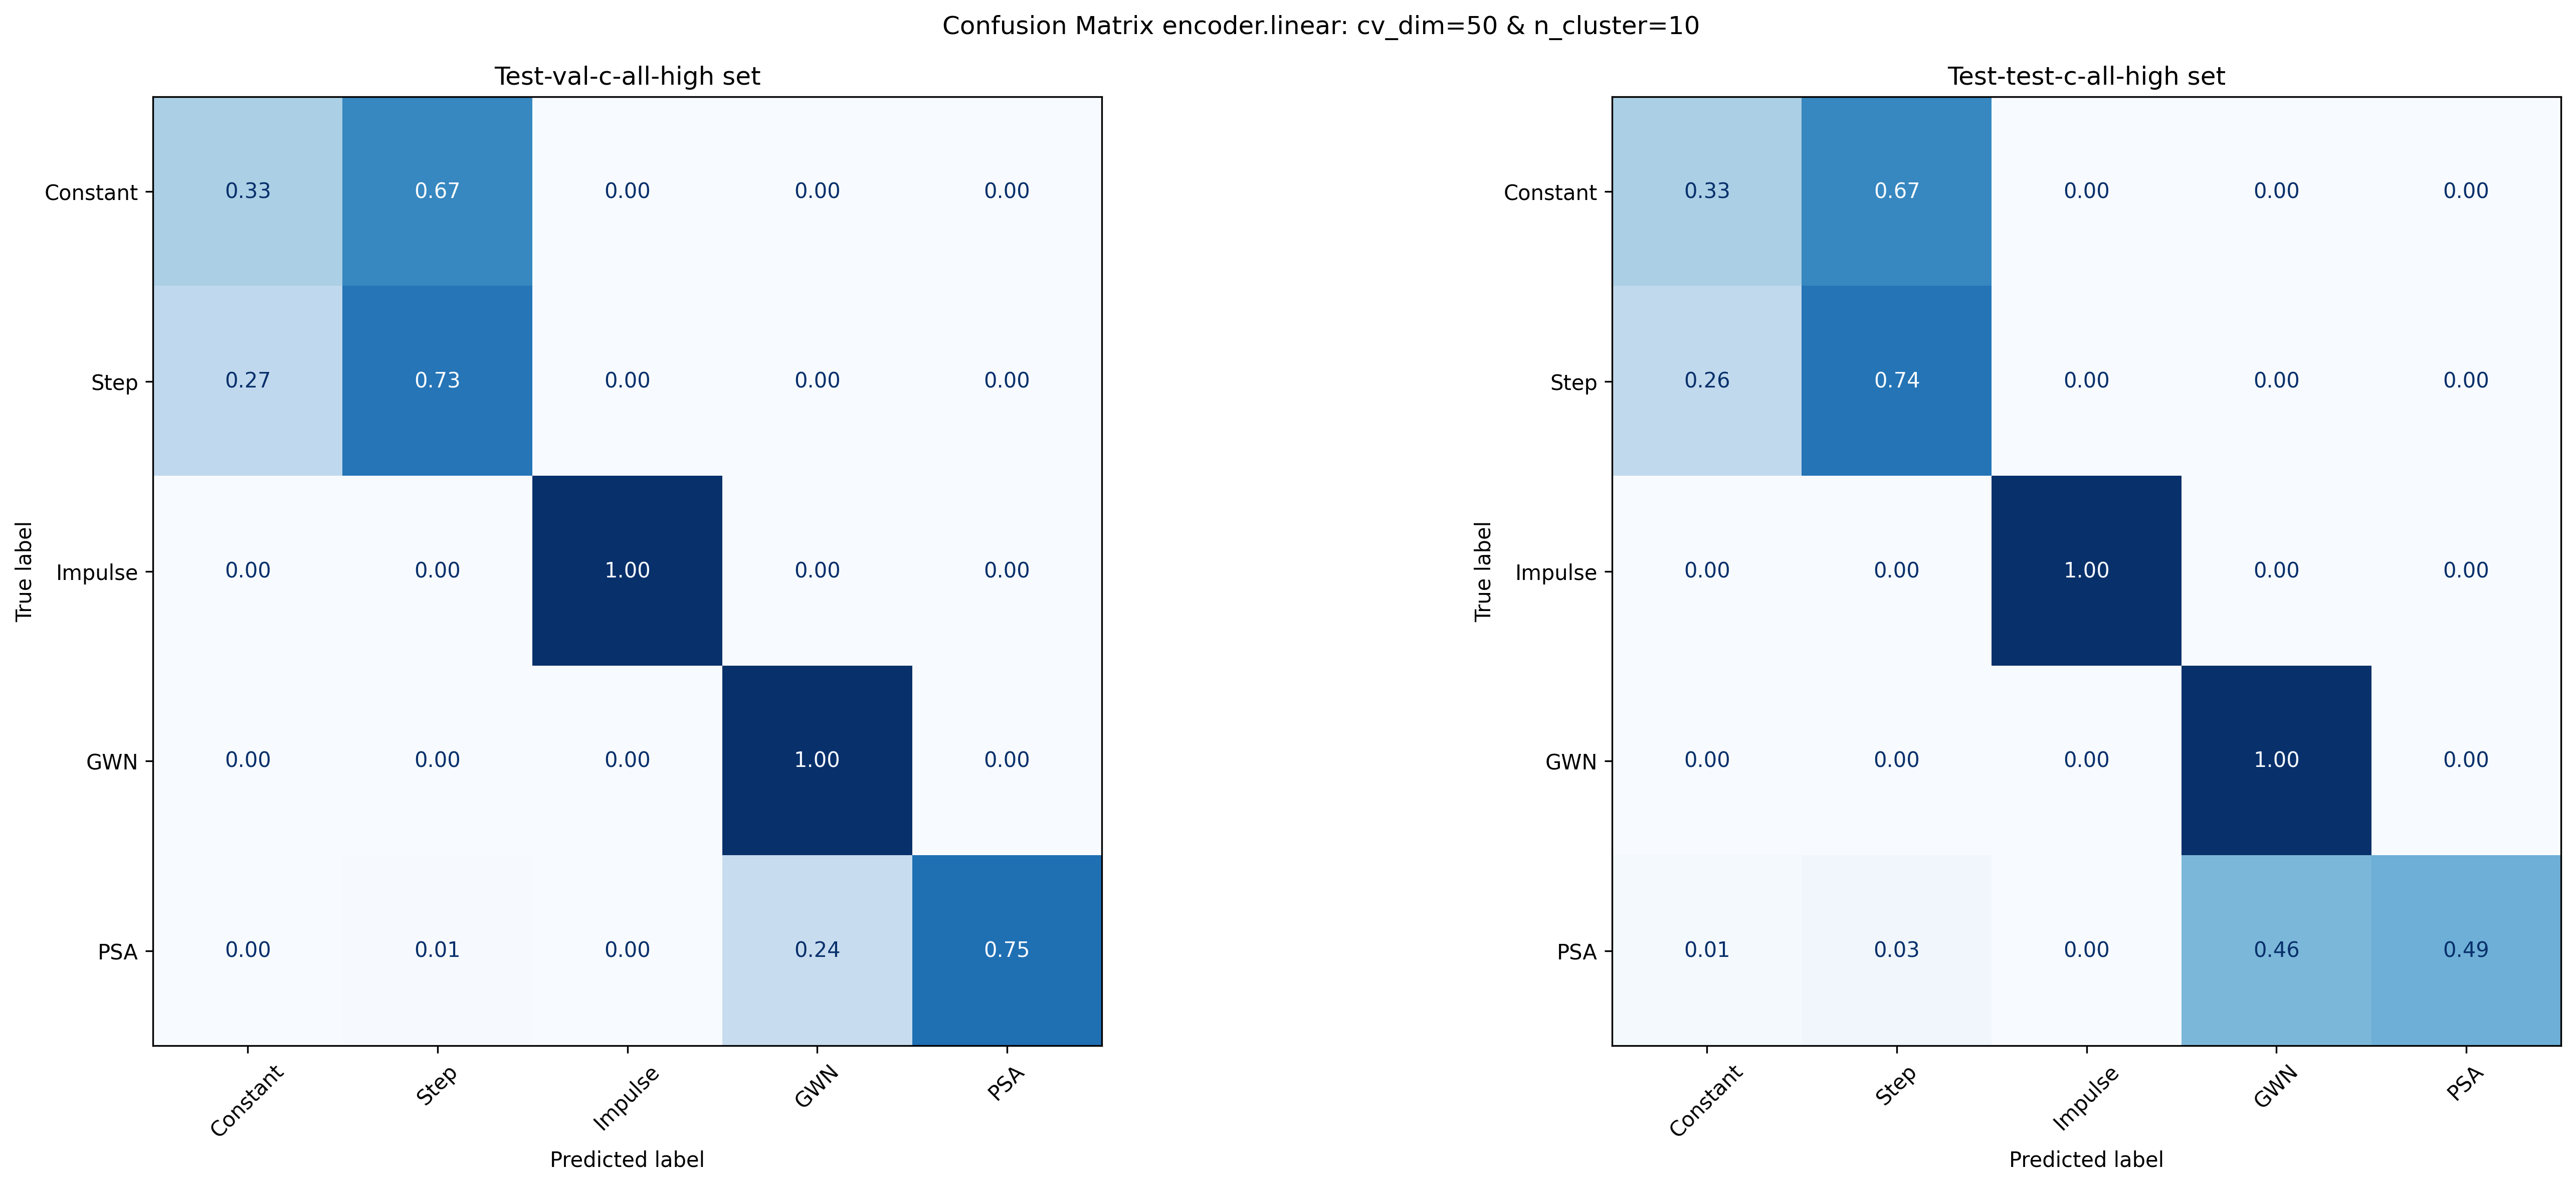 Confusion Matrix encoder.linear: cv_dim=50 & n_cluster=10
Test-val-c-all-high set
True label
Constant 0.33 0.67 0.00 0.00 0.00
Step 0.27 0.73 0.00 0.00 0.00
Impulse 0.00 0.00 1.00 0.00 0.00
GWN 0.00 0.00 0.00 1.00 0.00
PSA 0.00 0.01 0.00 0.24 0.75
Constant Step Impulse GWN PSA
Predicted label
Test-test-c-all-high set
True label
Constant 0.33 0.67 0.00 0.00 0.00
Step 0.26 0.74 0.00 0.00 0.00
Impulse 0.00 0.00 1.00 0.00 0.00
GWN 0.00 0.00 0.00 1.00 0.00
PSA 0.01 0.03 0.00 0.46 0.49
Constant Step Impulse GWN PSA
Predicted label